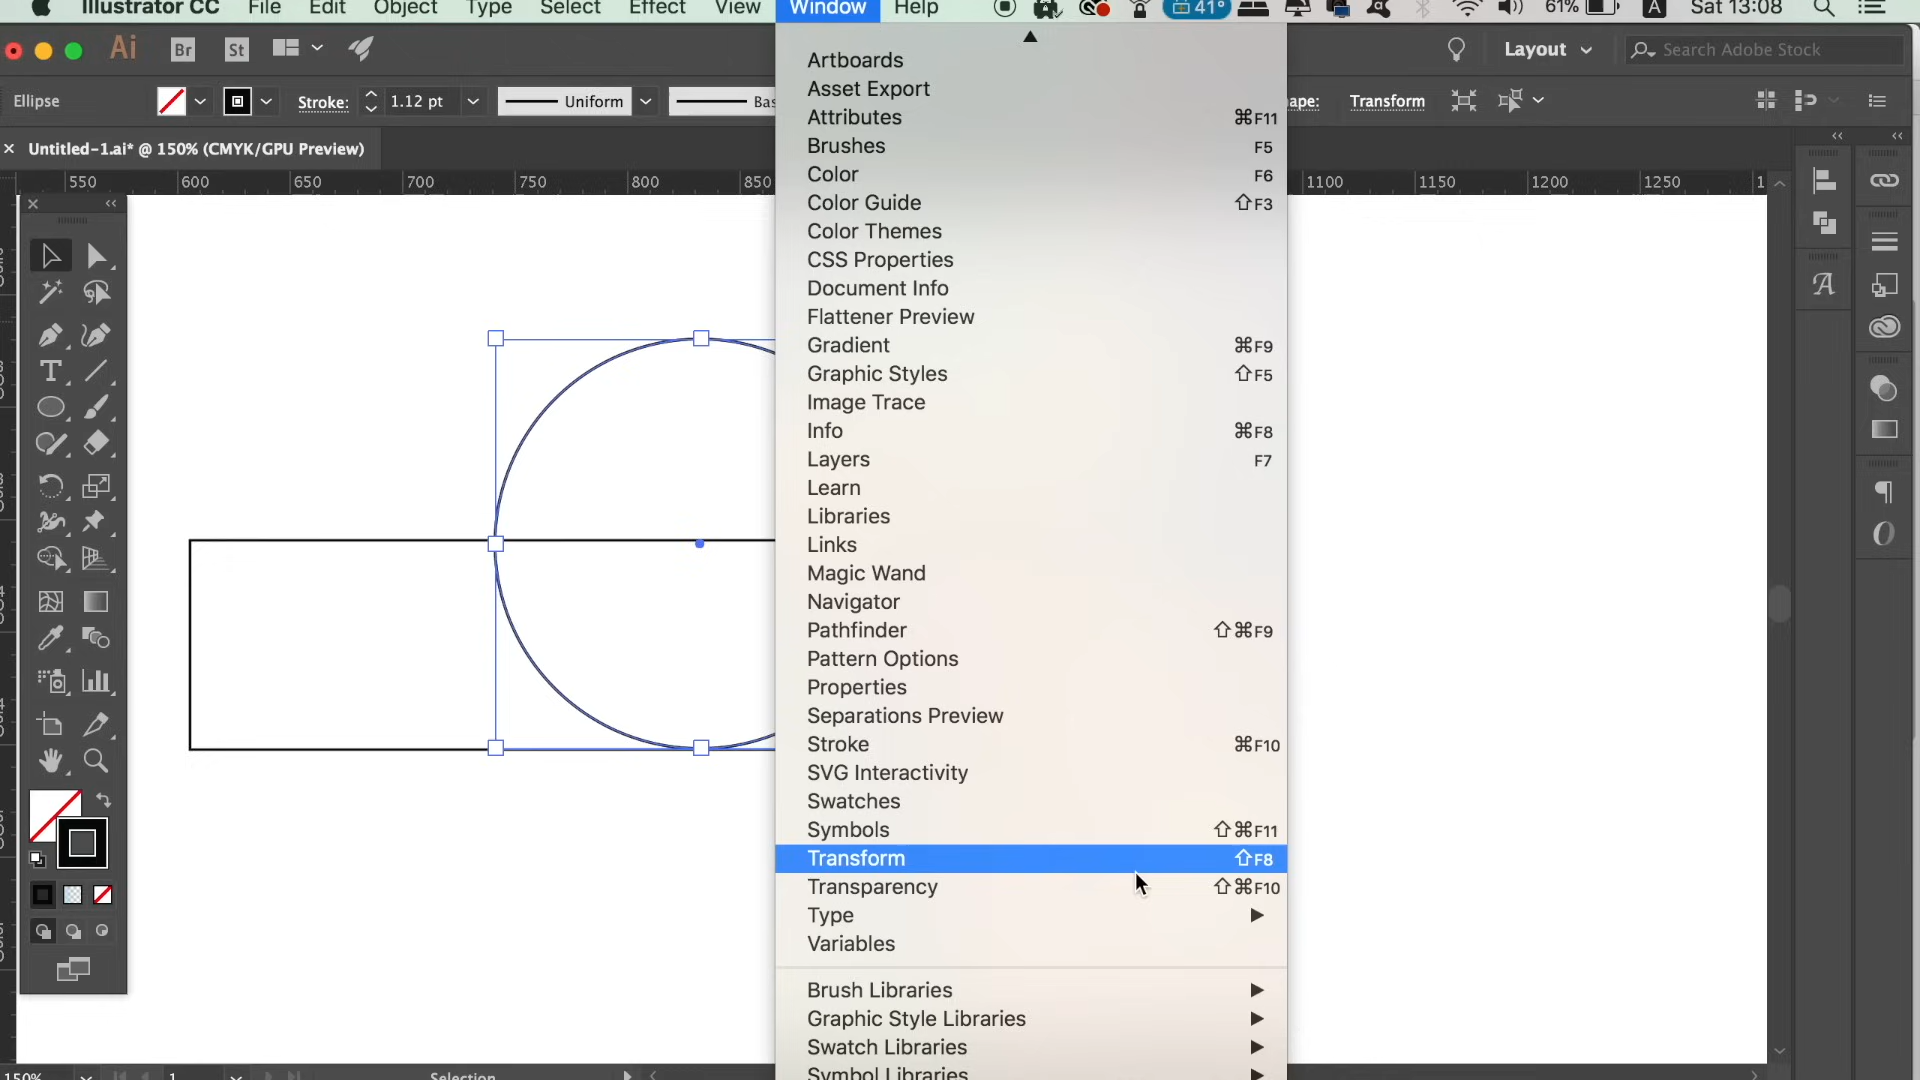 Illustrator CC File Edit Object Type Select Effect View Window Help 41° 61% A Sat 13:08
Ai Br St Layout Search Adobe Stock
Ellipse Stroke: 1.12 pt Uniform Bas ape: Transform
Untitled-1.ai* @ 150% (CMYK/GPU Preview)
550 600 650 700 750 800 850 1100 1150 1200 1250 1
Artboards
Asset Export
Attributes ⌘F11
Brushes F5
Color F6
Color Guide ⇧F3
Color Themes
CSS Properties
Document Info
Flattener Preview
Gradient ⌘F9
Graphic Styles ⇧F5
Image Trace
Info ⌘F8
Layers F7
Learn
Libraries
Links
Magic Wand
Navigator
Pathfinder ⇧⌘F9
Pattern Options
Properties
Separations Preview
Stroke ⌘F10
SVG Interactivity
Swatches
Symbols ⇧⌘F11
Transform ⇧F8
Transparency ⇧⌘F10
Type
Variables
Brush Libraries
Graphic Style Libraries
Swatch Libraries
Symbol Libraries
150% 1 Selection